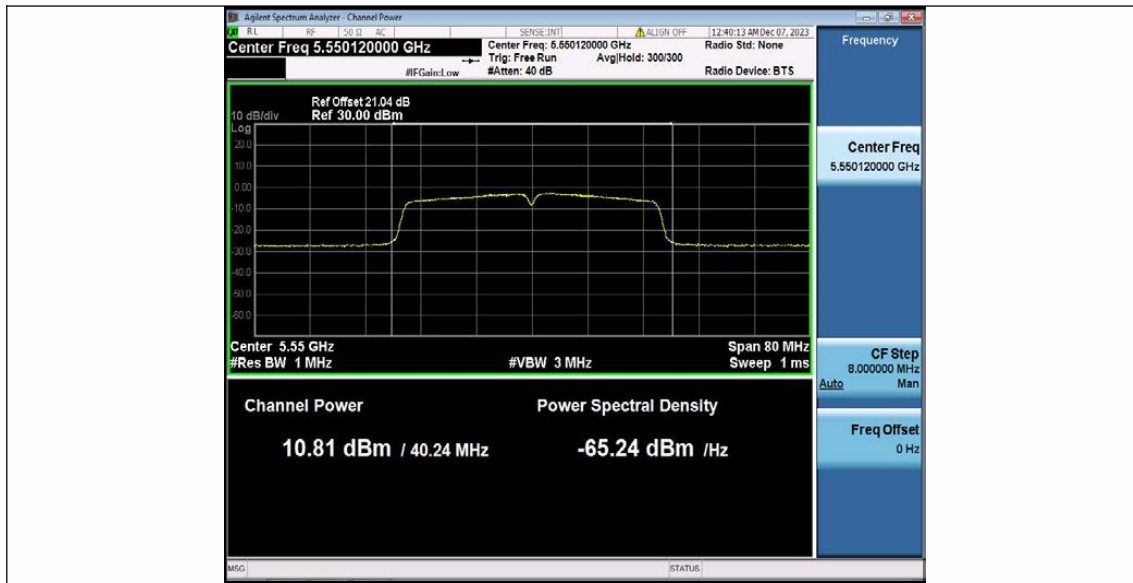 Agilent Spectrum Analyzer - Channel Power
RL RF 50 Ω AC SENSE:INT ALIGN OFF 12:40:13 AM Dec 07, 2023
Center Freq 5.550120000 GHz
Center Freq: 5.550120000 GHz
Radio Std: None
Trig: Free Run
Avg|Hold: 300/300
#IFGain:Low
#Atten: 40 dB
Radio Device: BTS
Ref Offset 21.04 dB
10 dB/div
Ref 30.00 dBm
Log
20.0
10.0
0.00
-10.0
-20.0
-30.0
-40.0
-50.0
-60.0
Center 5.55 GHz
Span 80 MHz
#Res BW 1 MHz
#VBW 3 MHz
Sweep 1 ms
Channel Power
Power Spectral Density
10.81 dBm / 40.24 MHz
-65.24 dBm /Hz
MSG
STATUS
Frequency
Center Freq
5.550120000 GHz
CF Step
8.000000 MHz
Auto Man
Freq Offset
0 Hz